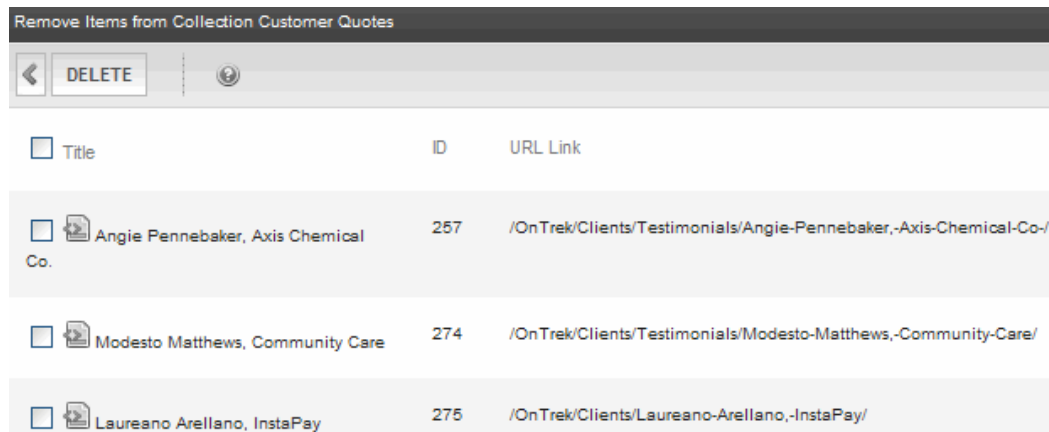 Remove Items from Collection Customer Quotes
DELETE
Title ID URL Link
Angie Pennebaker, Axis Chemical Co. 257 /OnTrek/Clients/Testimonials/Angie-Pennebaker,-Axis-Chemical-Co-/
Modesto Matthews, Community Care 274 /OnTrek/Clients/Testimonials/Modesto-Matthews,-Community-Care/
Laureano Arellano, InstaPay 275 /OnTrek/Clients/Laureano-Arellano,-InstaPay/